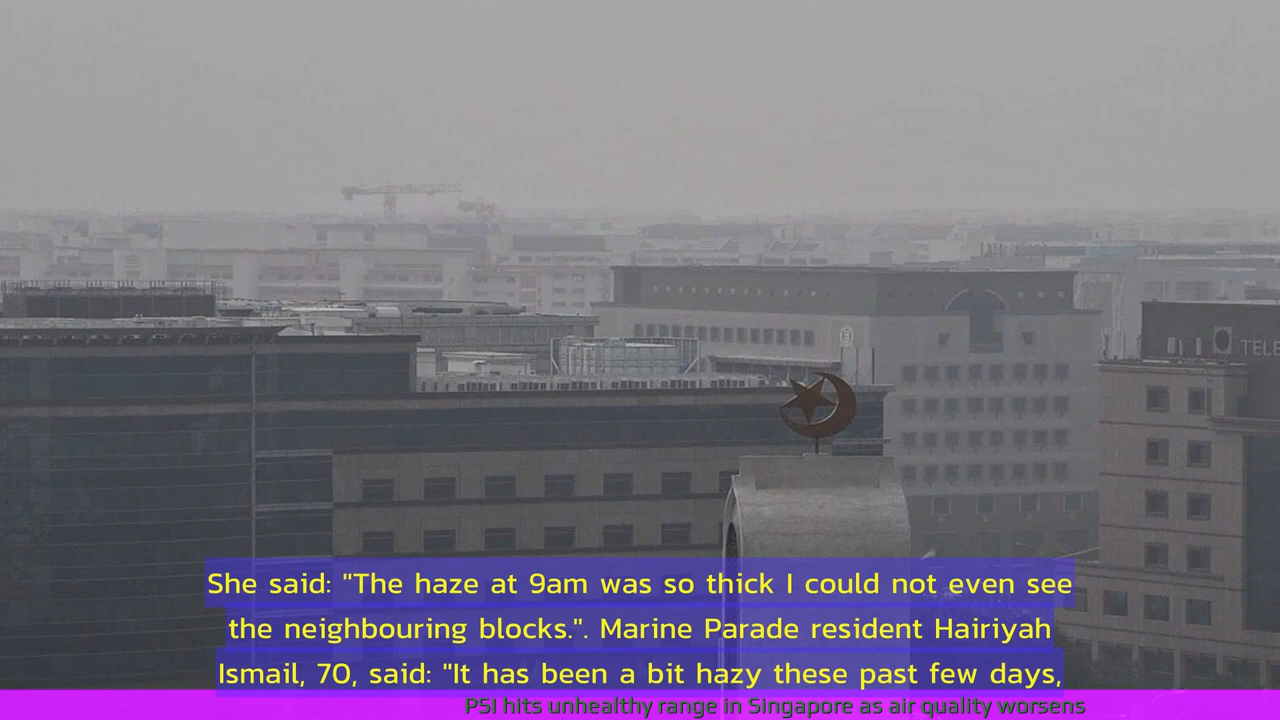 TELE
She said: "The haze at 9am was so thick I could not even see
the neighbouring blocks.". Marine Parade resident Hairiyah
Ismail, 70, said: "It has been a bit hazy these past few days,
PSI hits unhealthy range in Singapore as air quality worsens